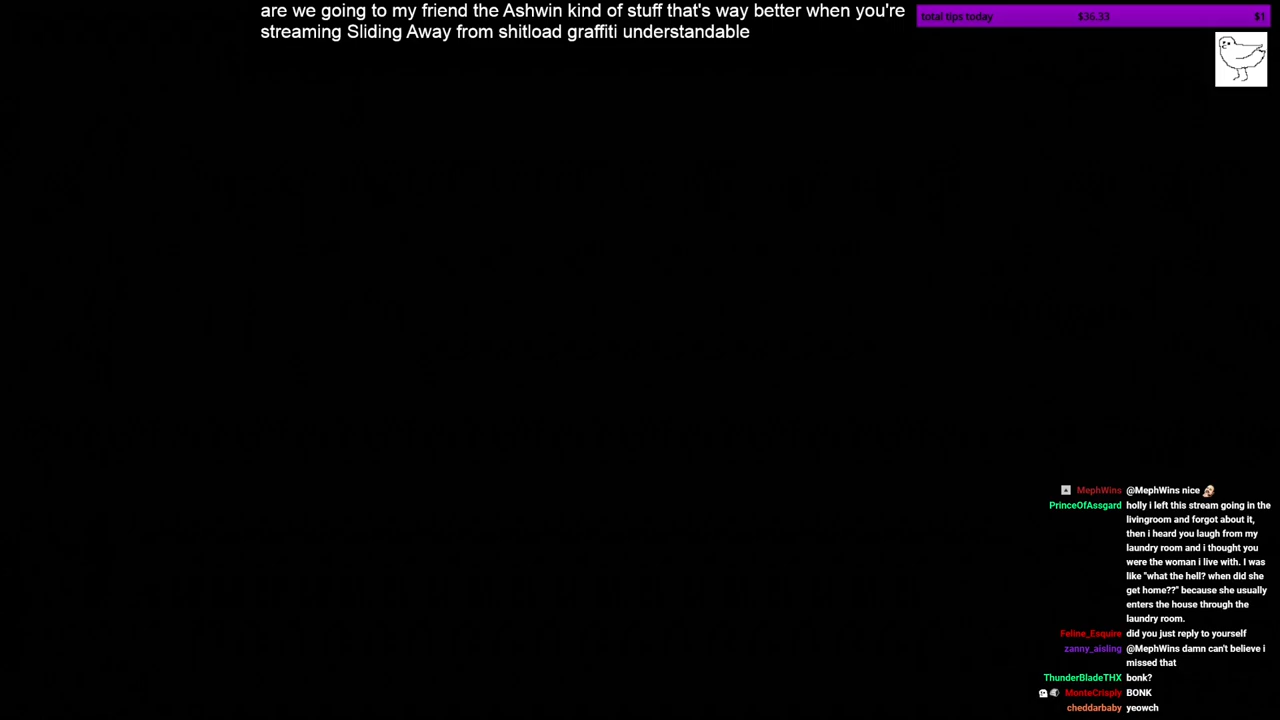 are we going to my friend the Ashwin kind of stuff that's way better when you're
streaming Sliding Away from shitload graffiti understandable
total tips today $36.33 $1
MephWins @MephWins nice
PrinceOfAssgard holly i left this stream going in the
livingroom and forgot about it,
then i heard you laugh from my
laundry room and i thought you
were the woman i live with. I was
like "what the hell? when did she
get home??" because she usually
enters the house through the
laundry room.
Feline_Esquire did you just reply to yourself
zanny_aisling @MephWins damn can't believe i
missed that
ThunderBladeTHX bonk?
MonteCrisply BONK
cheddarbaby yeowch